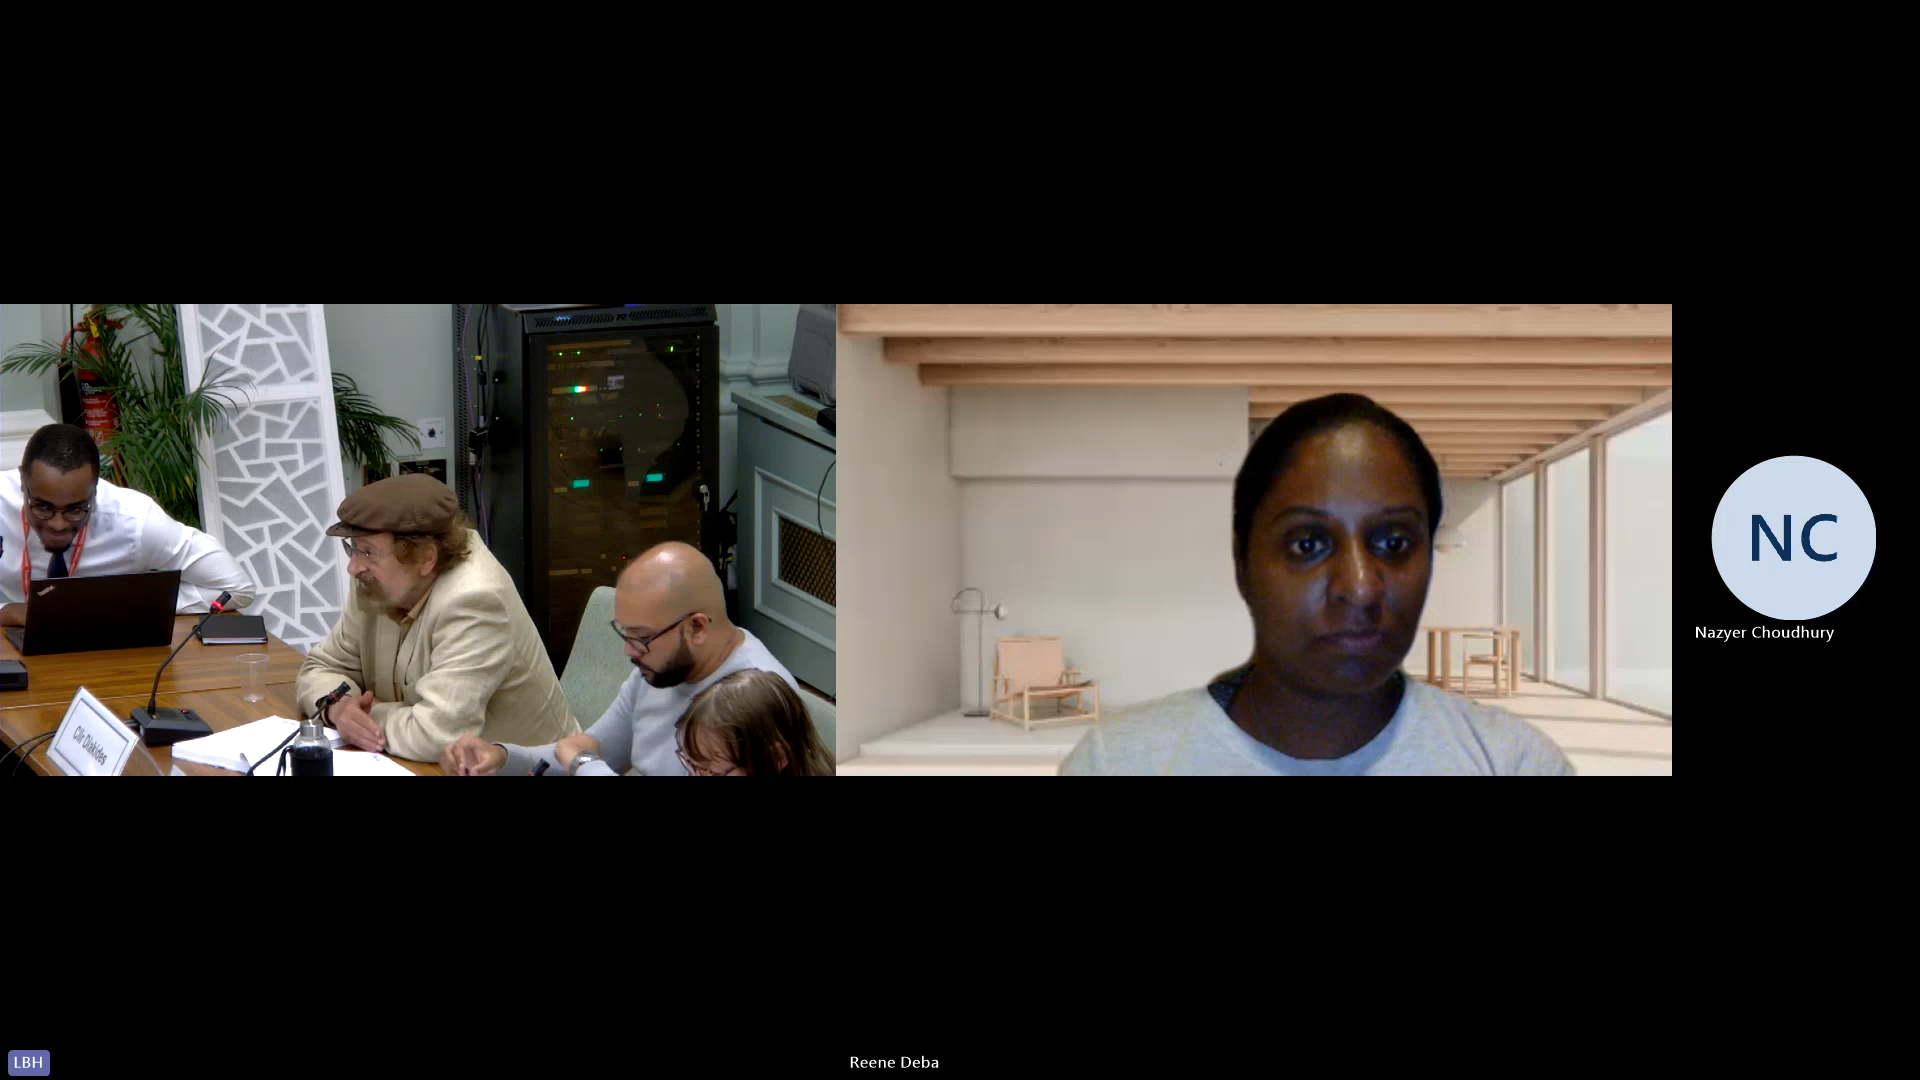 Cllr Diakides
NC
Nazyer Choudhury
LBH
Reene Deba